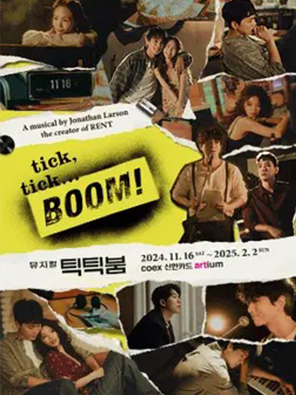 11 16
A musical by Jonathan Larson
the creator of RENT
tick,
tick...
BOOM!
뮤지컬 틱틱붐
2024. 11. 16 SAT ~ 2025. 2. 2 SUN
coex 신한카드 artium